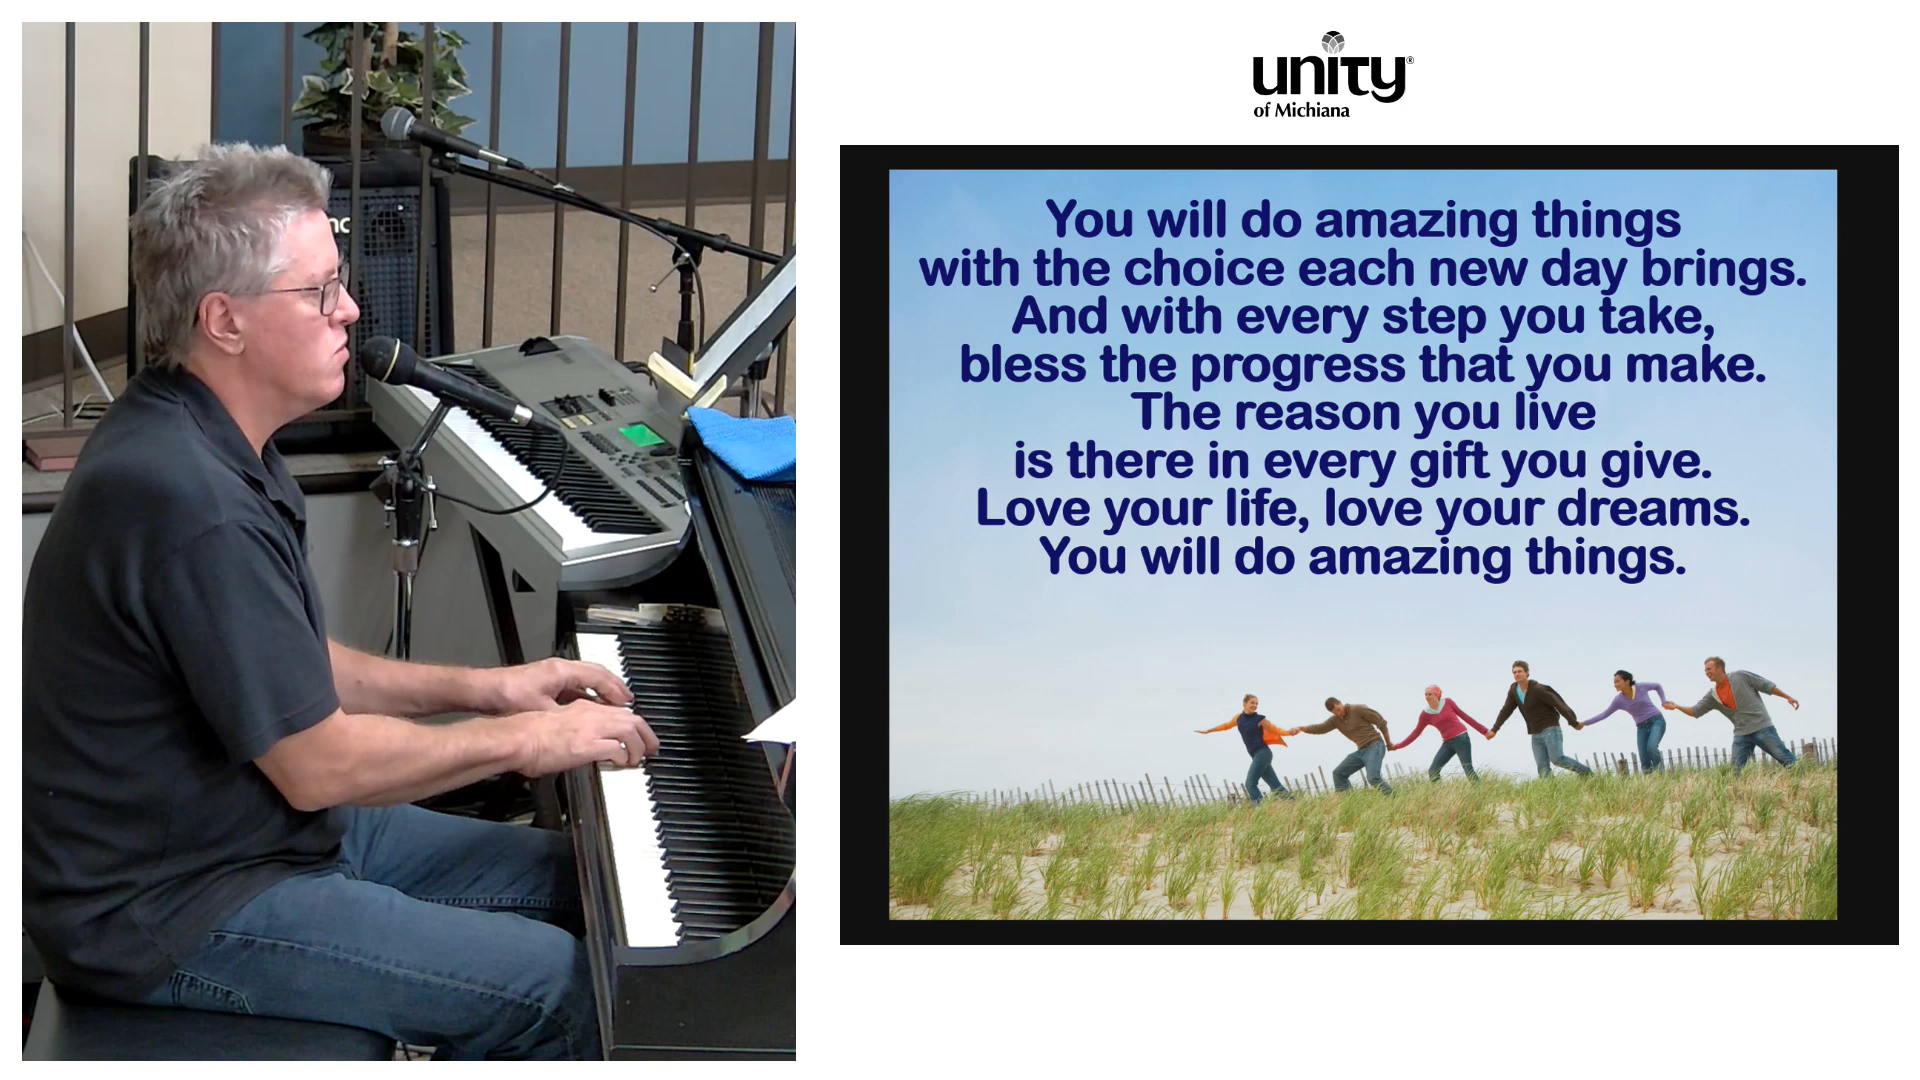 unity®
of Michiana
You will do amazing things
with the choice each new day brings.
And with every step you take,
bless the progress that you make.
The reason you live
is there in every gift you give.
Love your life, love your dreams.
You will do amazing things.